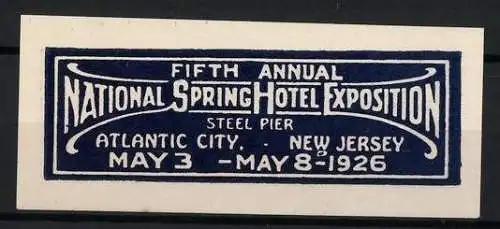 FIFTH ANNUAL
NATIONAL SPRING HOTEL EXPOSITION
STEEL PIER
ATLANTIC CITY. - NEW JERSEY
MAY 3 - MAY 8 - 1926